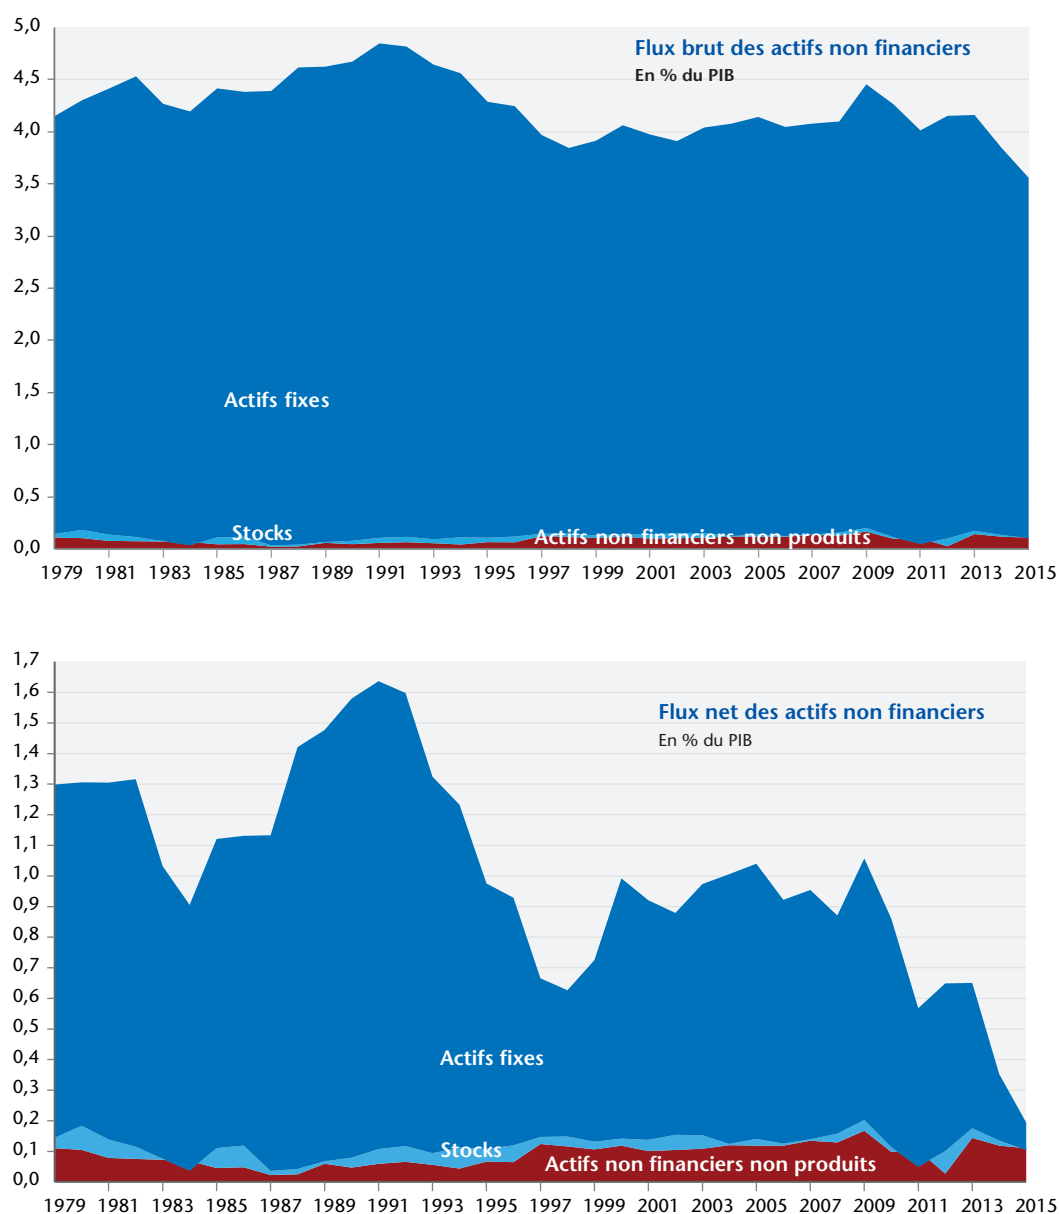 Flux brut des actifs non financiers
En % du PIB
5,0
4,5
4,0
3,5
3,0
2,5
2,0
1,5
1,0
0,5
0,0
Actifs fixes
Stocks
Actifs non financiers non produits
1979 1981 1983 1985 1987 1989 1991 1993 1995 1997 1999 2001 2003 2005 2007 2009 2011 2013 2015
Flux net des actifs non financiers
En % du PIB
1,7
1,6
1,5
1,4
1,3
1,2
1,1
1,0
0,9
0,8
0,7
0,6
0,5
0,4
0,3
0,2
0,1
0,0
Actifs fixes
Stocks
Actifs non financiers non produits
1979 1981 1983 1985 1987 1989 1991 1993 1995 1997 1999 2001 2003 2005 2007 2009 2011 2013 2015